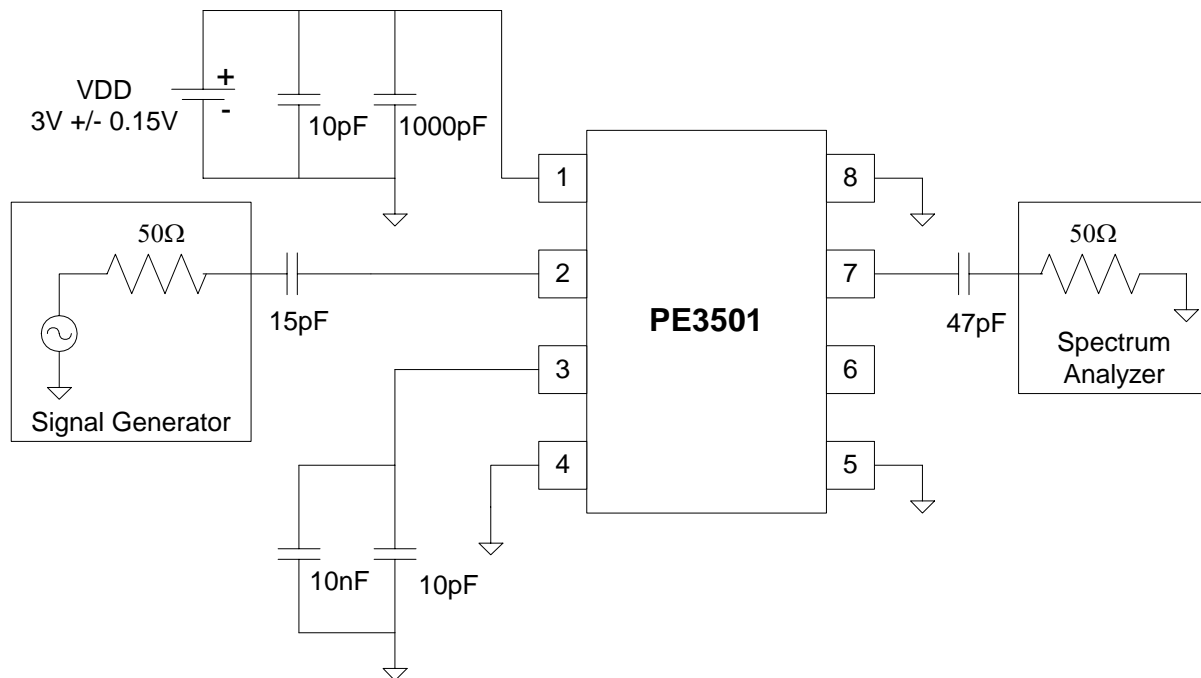 VDD
3V +/- 0.15V
+
-
10pF
1000pF
1
8
50Ω
15pF
2
Signal Generator
PE3501
7
47pF
50Ω
Spectrum
Analyzer
3
6
4
5
10nF
10pF